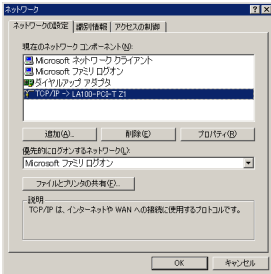 ネットワーク
ネットワークの設定 識別情報 アクセスの制御
現在のネットワーク コンポーネント(N):
Microsoft ネットワーク クライアント
Microsoft ファミリ ログオン
ダイヤルアップ アダプタ
TCP/IP -> LA100-PCI-T Z1
追加(A)... 削除(E) プロパティ(R)
優先的にログオンするネットワーク(L):
Microsoft ファミリ ログオン
ファイルとプリンタの共有(F)...
説明
TCP/IP は、インターネットや WAN への接続に使用するプロトコルです。
OK キャンセル